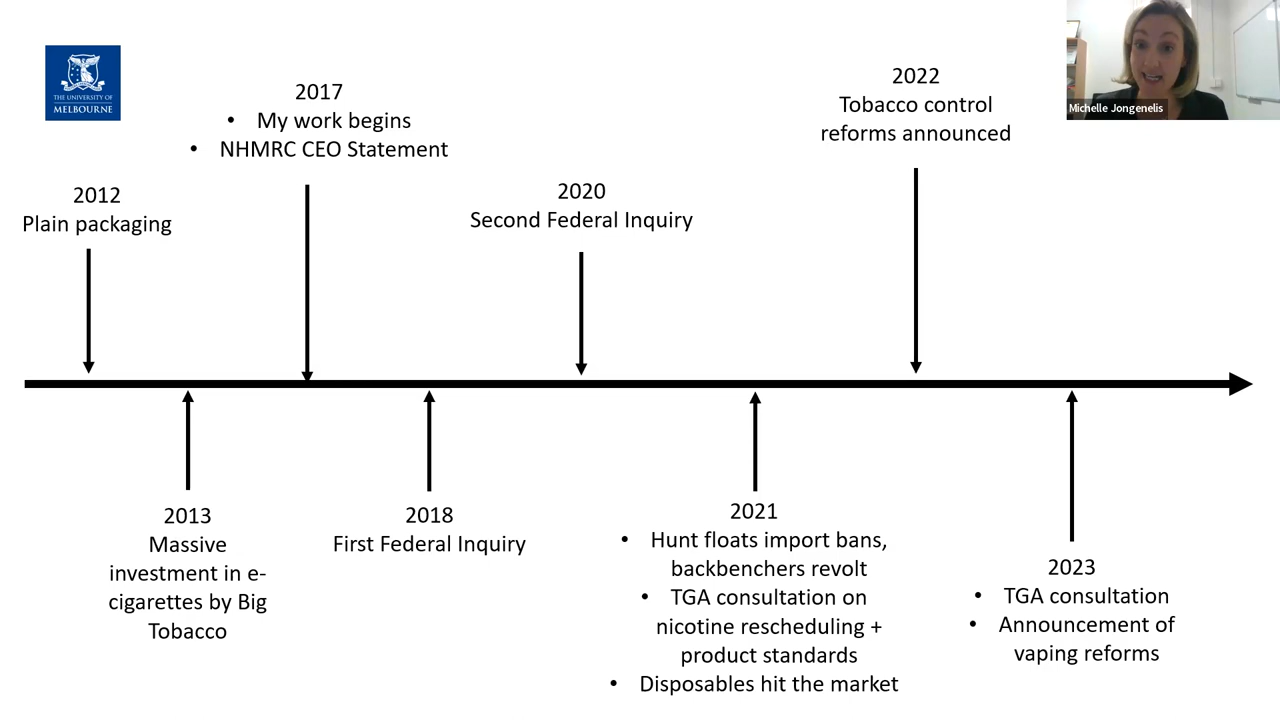 THE UNIVERSITY OF
MELBOURNE
2012
Plain packaging
2017
• My work begins
• NHMRC CEO Statement
2020
Second Federal Inquiry
2022
Tobacco control
reforms announced
Michelle Jongenelis
2013
Massive
investment in e-
cigarettes by Big
Tobacco
2018
First Federal Inquiry
2021
• Hunt floats import bans,
backbenchers revolt
• TGA consultation on
nicotine rescheduling +
product standards
• Disposables hit the market
2023
• TGA consultation
• Announcement of
vaping reforms